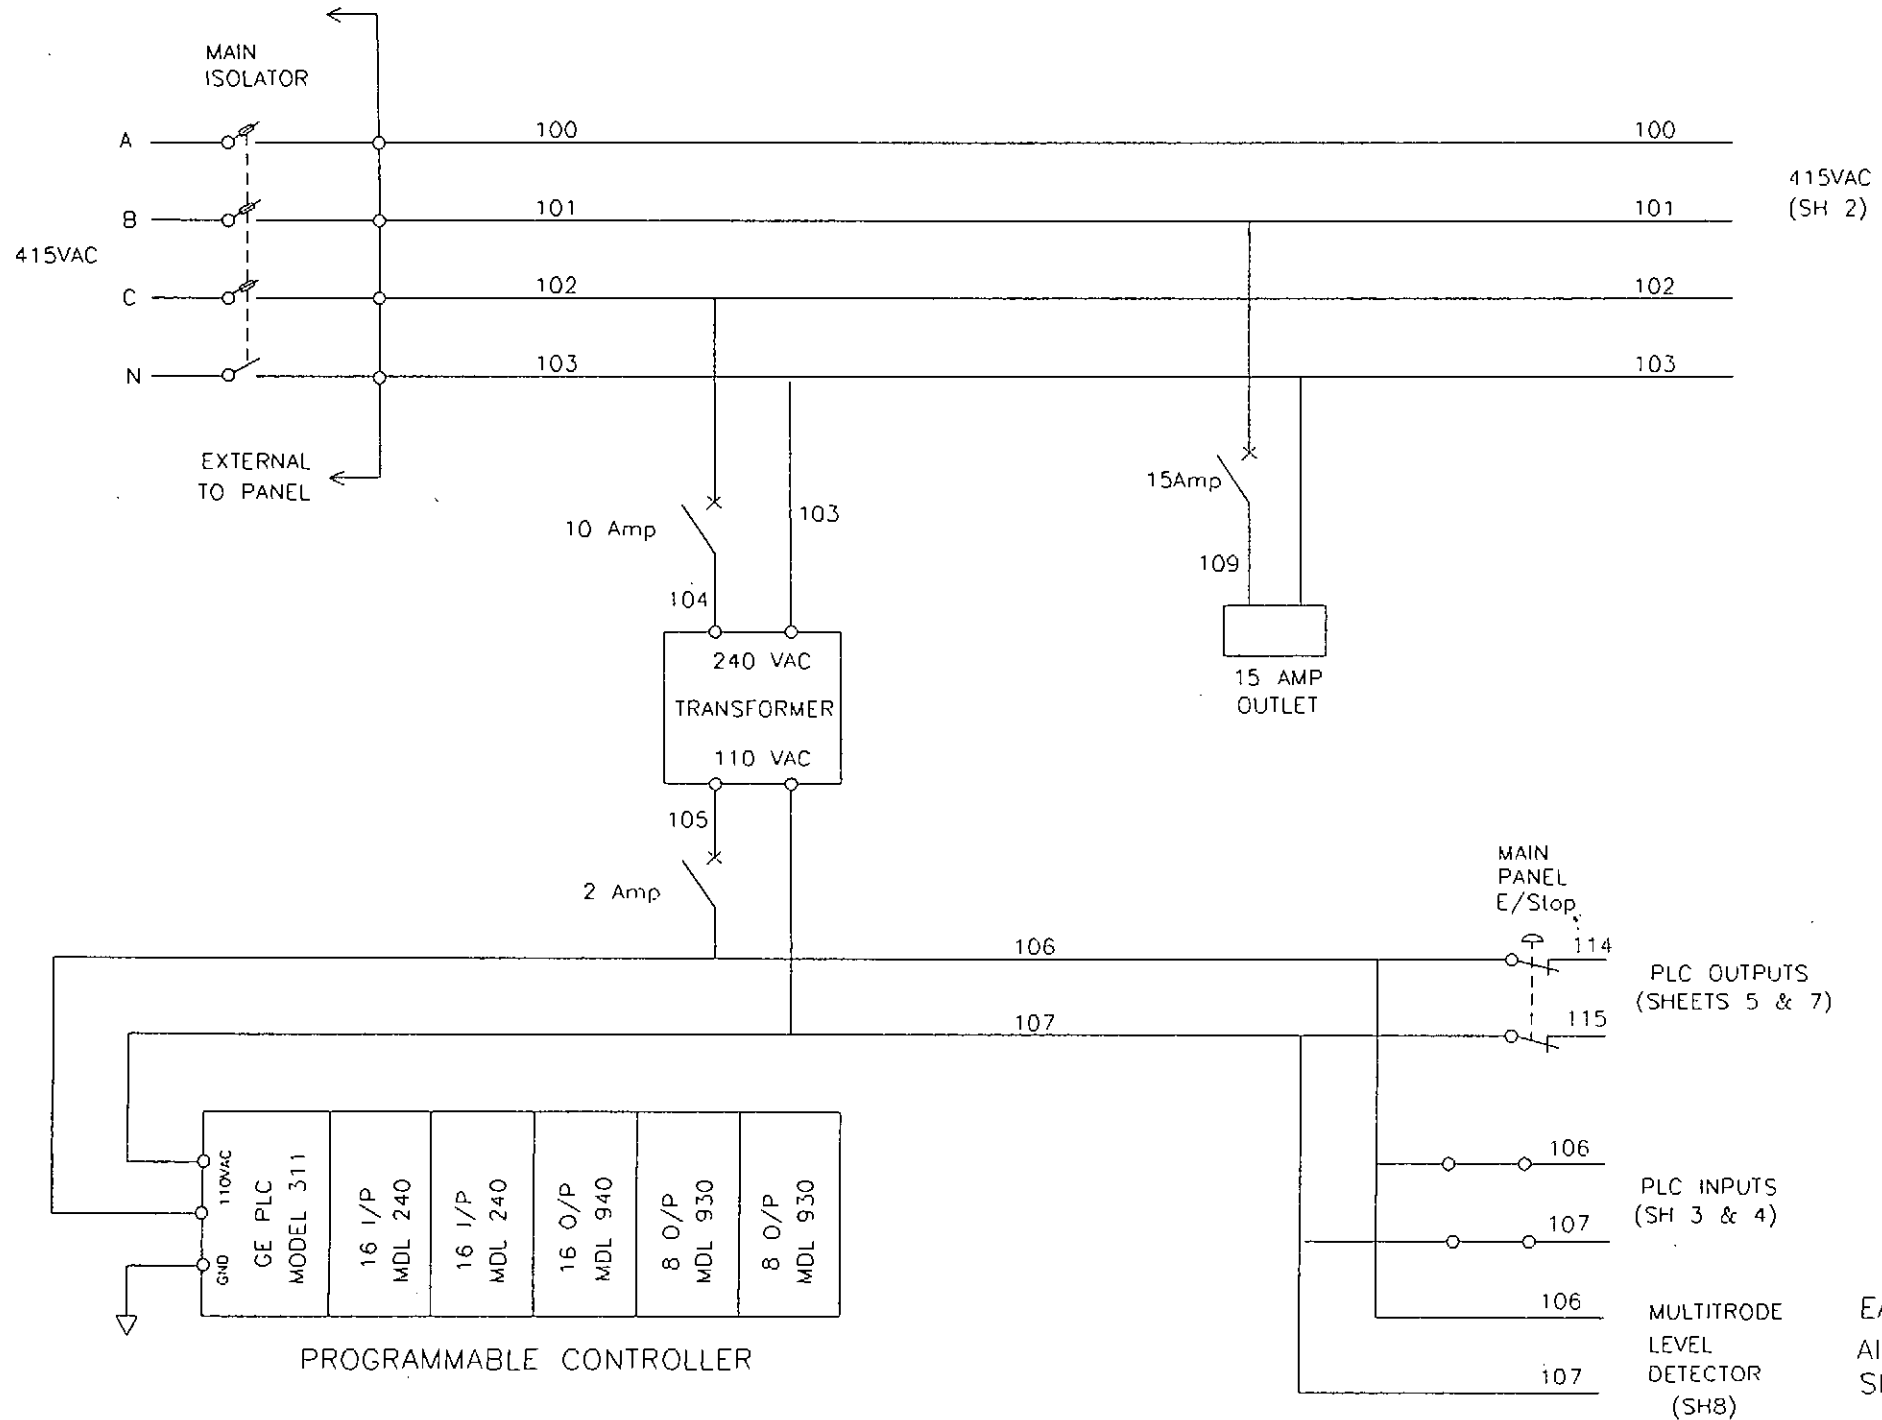 MAIN
ISOLATOR
A
100
100
415VAC
(SH 2)
B
101
101
415VAC
C
102
102
N
103
103
EXTERNAL
TO PANEL
10 Amp
103
15Amp
109
104
240 VAC
TRANSFORMER
110 VAC
15 AMP
OUTLET
105
2 Amp
MAIN
PANEL
E/Stop
106
114
PLC OUTPUTS
(SHEETS 5 & 7)
107
115
110VAC
GND
GE PLC
MODEL 311
16 I/P
MDL 240
16 I/P
MDL 240
16 O/P
MDL 940
8 O/P
MDL 930
8 O/P
MDL 930
PROGRAMMABLE CONTROLLER
106
PLC INPUTS
(SH 3 & 4)
107
106
MULTITRODE
LEVEL
DETECTOR
(SH8)
107